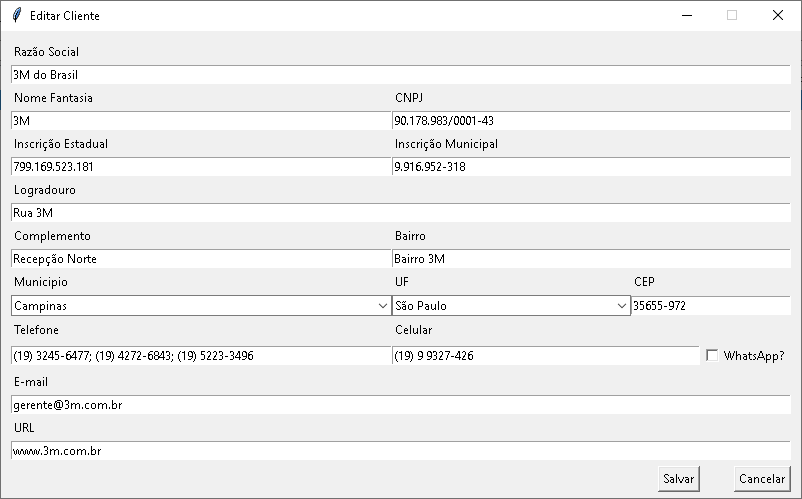 Editar Cliente
Razão Social
3M do Brasil
Nome Fantasia CNPJ
3M 90.178.983/0001-43
Inscrição Estadual Inscrição Municipal
799.169.523.181 9.916.952-318
Logradouro
Rua 3M
Complemento Bairro
Recepção Norte Bairro 3M
Municipio UF CEP
Campinas São Paulo 35655-972
Telefone Celular
(19) 3245-6477; (19) 4272-6843; (19) 5223-3496 (19) 9 9327-426 WhatsApp?
E-mail
gerente@3m.com.br
URL
www.3m.com.br
Salvar Cancelar